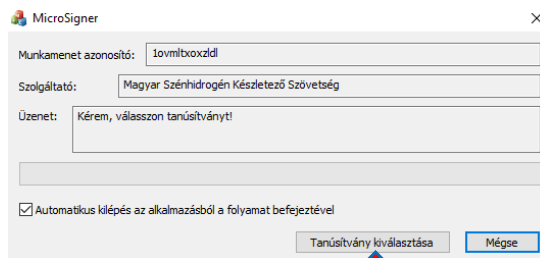 MicroSigner
Munkamenet azonosító: 1ovmltxoxzldl
Szolgáltató: Magyar Szénhidrogén Készletező Szövetség
Üzenet: Kérem, válasszon tanúsítványt!
Automatikus kilépés az alkalmazásból a folyamat befejeztével
Tanúsítvány kiválasztása Mégse